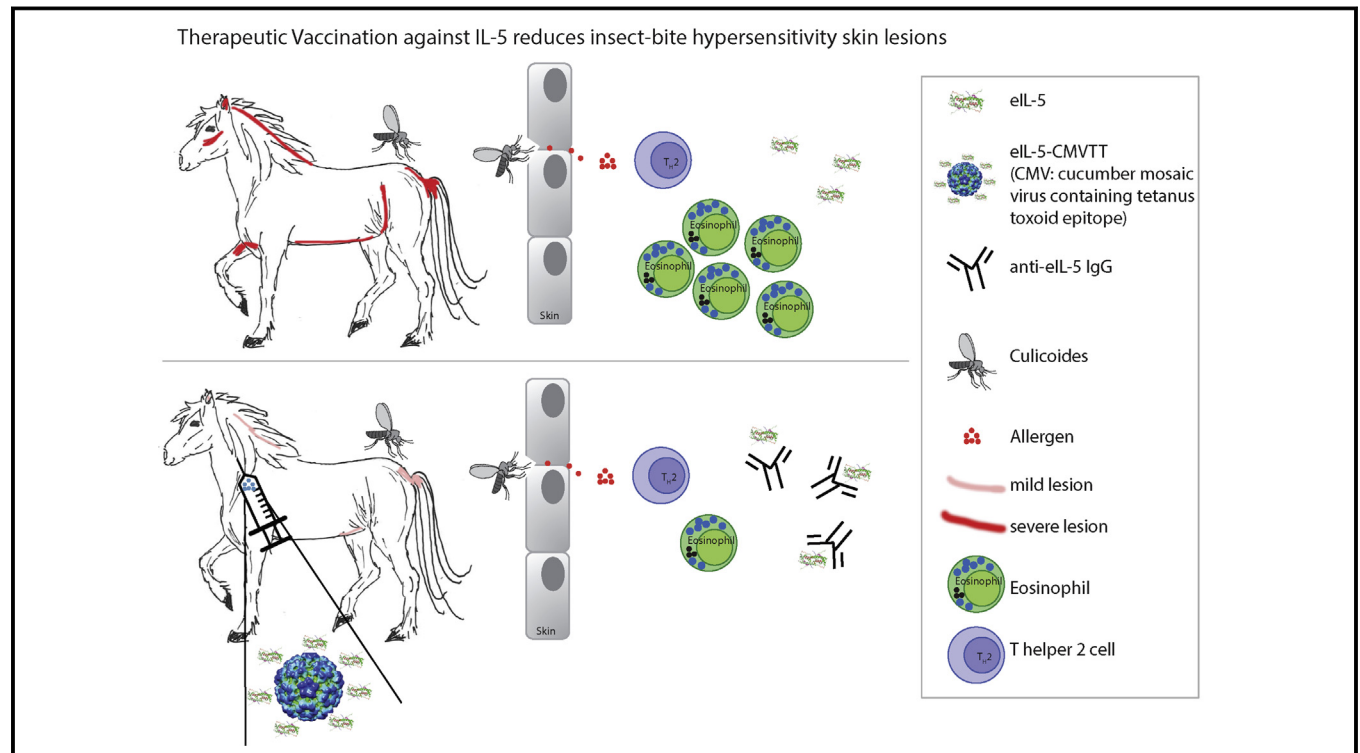 Therapeutic Vaccination against IL-5 reduces insect-bite hypersensitivity skin lesions
TH2
Eosinophil
Eosinophil
Eosinophil
Eosinophil
Eosinophil
Skin
TH2
Eosinophil
Skin
eIL-5
eIL-5-CMVTT
(CMV: cucumber mosaic
virus containing tetanus
toxoid epitope)
anti-eIL-5 IgG
Culicoides
Allergen
mild lesion
severe lesion
Eosinophil
Eosinophil
TH2
T helper 2 cell